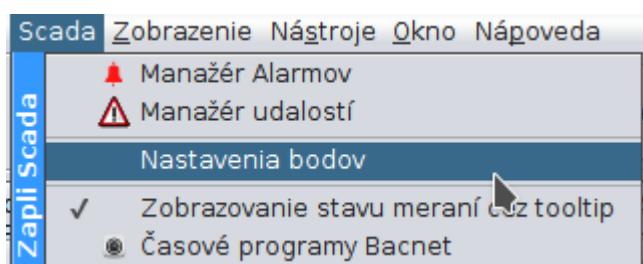 Scada Zobrazenie Nástroje Okno Nápoveda
Manažér Alarmov
Manažér udalostí
Nastavenia bodov
Zobrazovanie stavu meraní cez tooltip
Časové programy Bacnet
Zapli Scada